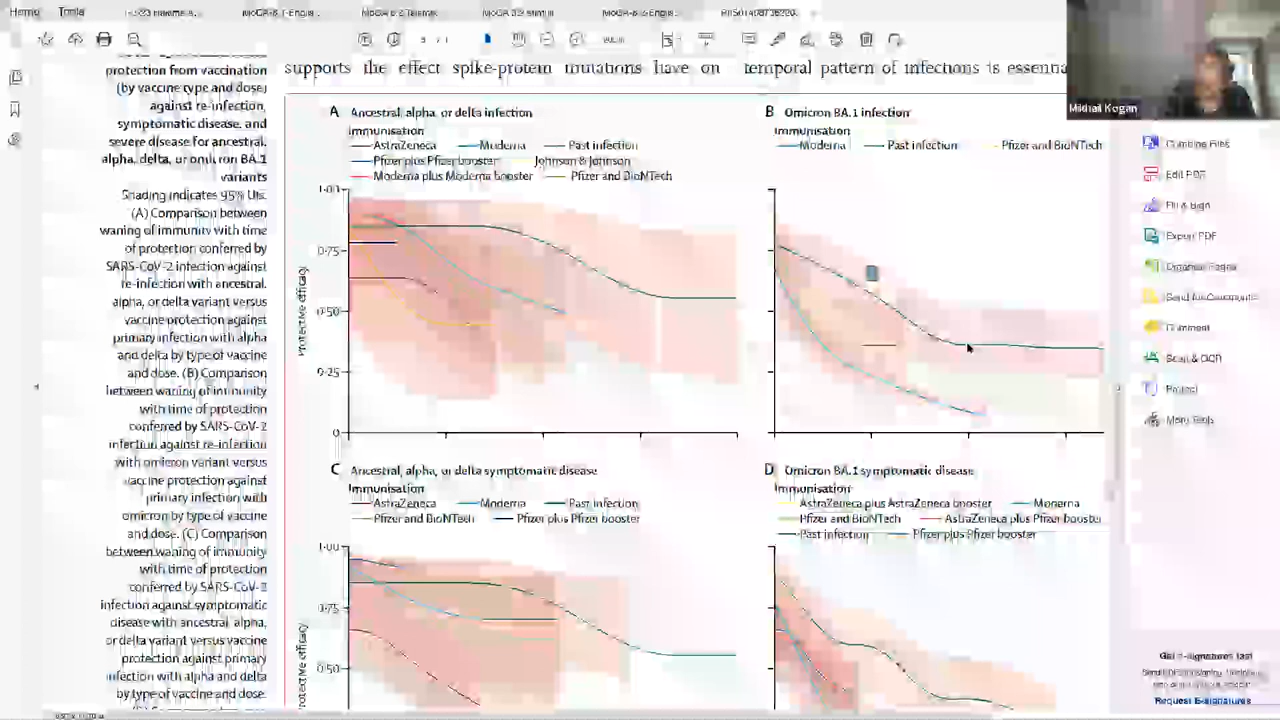 Home Tools
supports the effect spike-protein mutations have on
temporal pattern of infections is essentia
Mikhail Kogan
protection from vaccination
(by vaccine type and dose)
against re-infection,
symptomatic disease, and
severe disease for ancestral,
alpha, delta, or omicron BA.1
variants
Shading indicates 95% UIs.
(A) Comparison between
waning of immunity with time
of protection conferred by
SARS-CoV-2 infection against
re-infection with ancestral,
alpha, or delta variant versus
vaccine protection against
primary infection with alpha
and delta by type of vaccine
and dose. (B) Comparison
between waning of immunity
with time of protection
conferred by SARS-CoV-2
infection against re-infection
with omicron variant versus
vaccine protection against
primary infection with
omicron by type of vaccine
and dose. (C) Comparison
between waning of immunity
with time of protection
conferred by SARS-CoV-2
infection against symptomatic
disease with ancestral, alpha,
or delta variant versus vaccine
protection against primary
infection with alpha and delta
by type of vaccine and dose.
A Ancestral, alpha, or delta infection
Immunisation
AstraZeneca Moderna Past infection
Pfizer plus Pfizer booster Johnson & Johnson
Moderna plus Moderna booster Pfizer and BioNTech
Protective efficacy
1.00
0.75
0.50
0.25
0
B Omicron BA.1 infection
Immunisation
Moderna Past infection Pfizer and BioNTech
C Ancestral, alpha, or delta symptomatic disease
Immunisation
AstraZeneca Moderna Past infection
Pfizer and BioNTech Pfizer plus Pfizer booster
1.00
0.75
0.50
Protective efficacy
D Omicron BA.1 symptomatic disease
Immunisation
AstraZeneca plus AstraZeneca booster Moderna
Pfizer and BioNTech AstraZeneca plus Pfizer booster
Past infection Pfizer plus Pfizer booster
Combine Files
Edit PDF
Fill & Sign
Export PDF
Organize Pages
Send for Comments
Comment
Scan & OCR
Protect
More Tools
Get e-signatures fast
Request E-signatures